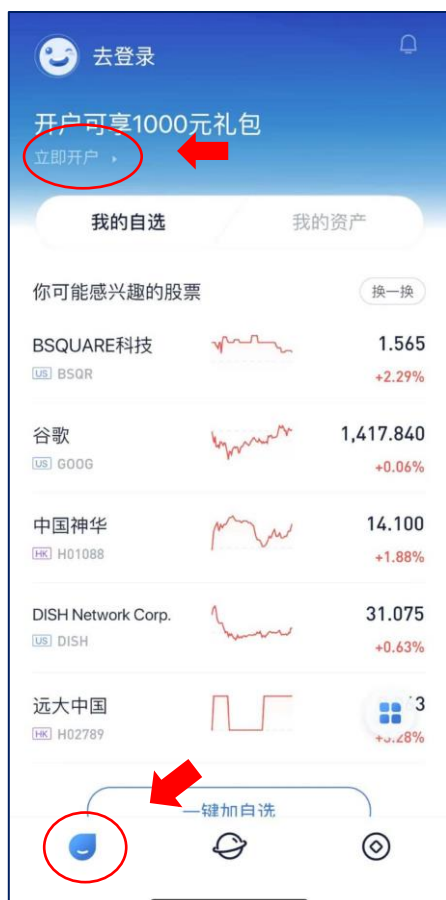 去登录
开户可享1000元礼包
立即开户
我的自选 我的资产
你可能感兴趣的股票 换一换
BSQUARE科技 1.565
US BSQR +2.29%
谷歌 1,417.840
US GOOG +0.06%
中国神华 14.100
HK H01088 +1.88%
DISH Network Corp. 31.075
US DISH +0.63%
远大中国 3
HK H02789 .28%
一键加自选